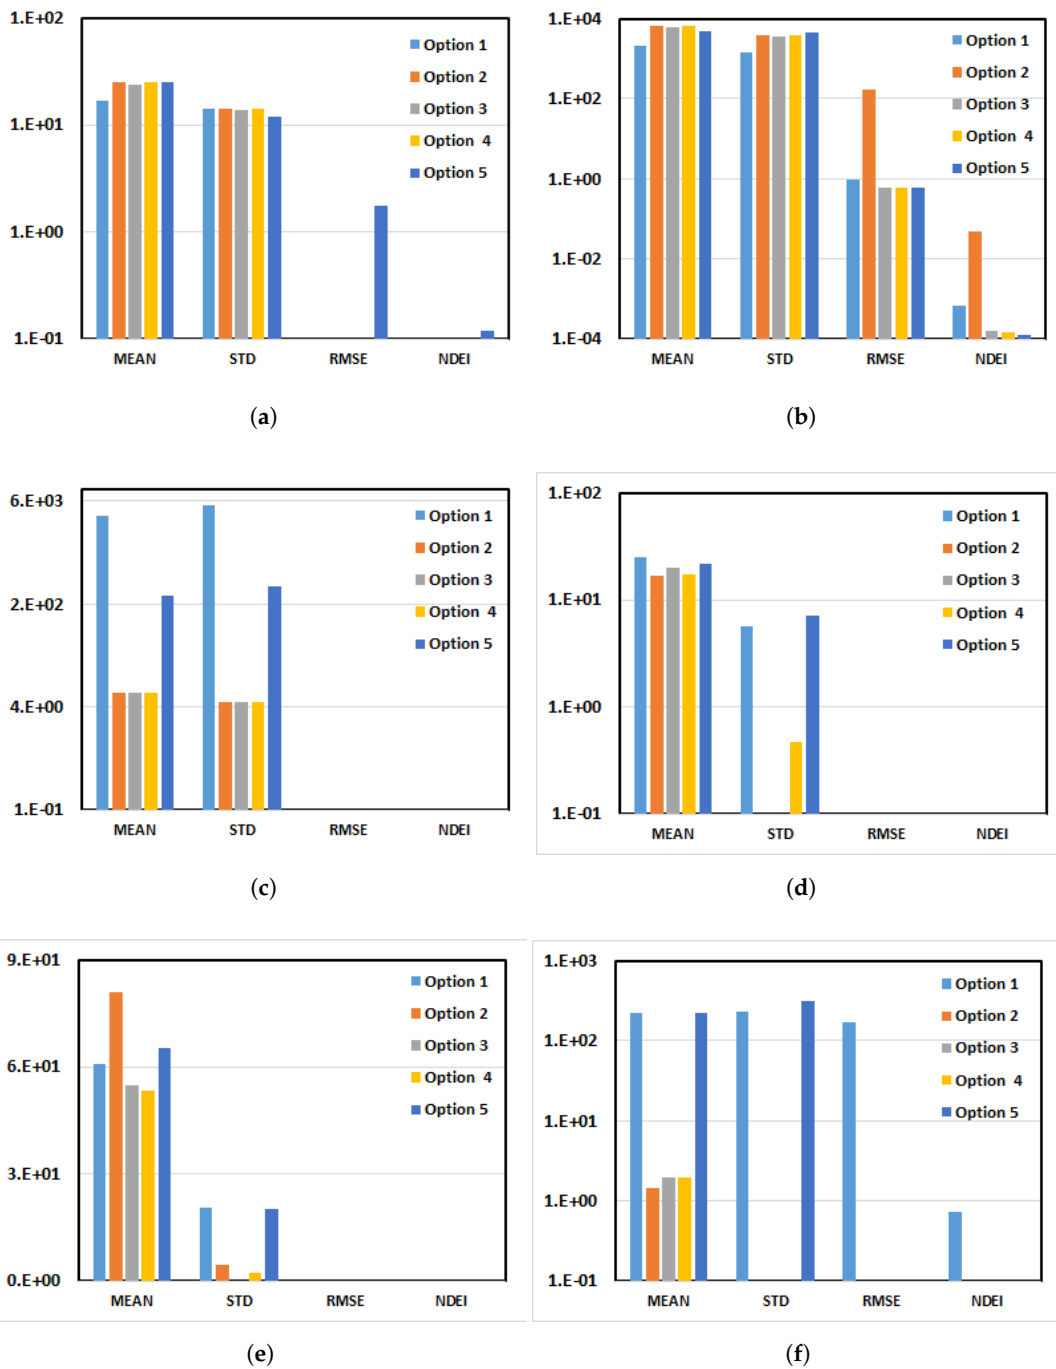 1.E+02
1.E+01
1.E+00
1.E-01
MEAN STD RMSE NDEI
Option 1
Option 2
Option 3
Option 4
Option 5
(a)
1.E+04
1.E+02
1.E+00
1.E-02
1.E-04
MEAN STD RMSE NDEI
Option 1
Option 2
Option 3
Option 4
Option 5
(b)
6.E+03
2.E+02
4.E+00
1.E-01
MEAN STD RMSE NDEI
Option 1
Option 2
Option 3
Option 4
Option 5
(c)
1.E+02
1.E+01
1.E+00
1.E-01
MEAN STD RMSE NDEI
Option 1
Option 2
Option 3
Option 4
Option 5
(d)
9.E+01
6.E+01
3.E+01
0.E+00
MEAN STD RMSE NDEI
Option 1
Option 2
Option 3
Option 4
Option 5
(e)
1.E+03
1.E+02
1.E+01
1.E+00
1.E-01
MEAN STD RMSE NDEI
Option 1
Option 2
Option 3
Option 4
Option 5
(f)